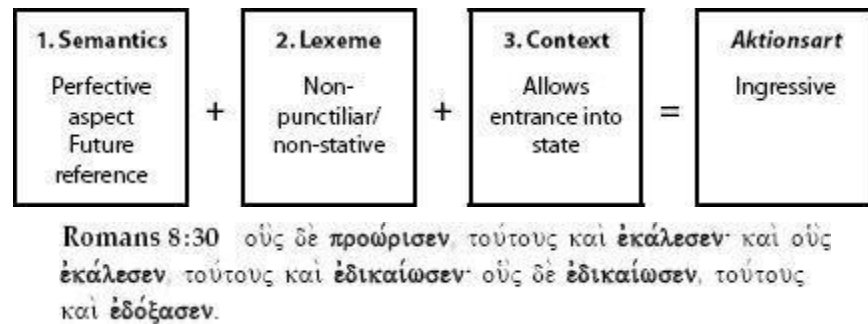 1. Semantics 2. Lexeme 3. Context Aktionsart
Perfective Non- Allows Ingressive
aspect + punctiliar/ + entrance into =
Future non-stative state
reference
Romans 8:30 οὓς δὲ προώρισεν, τούτους καὶ ἐκάλεσεν· καὶ οὓς
ἐκάλεσεν, τούτους καὶ ἐδικαίωσεν· οὓς δὲ ἐδικαίωσεν, τούτους
καὶ ἐδόξασεν.